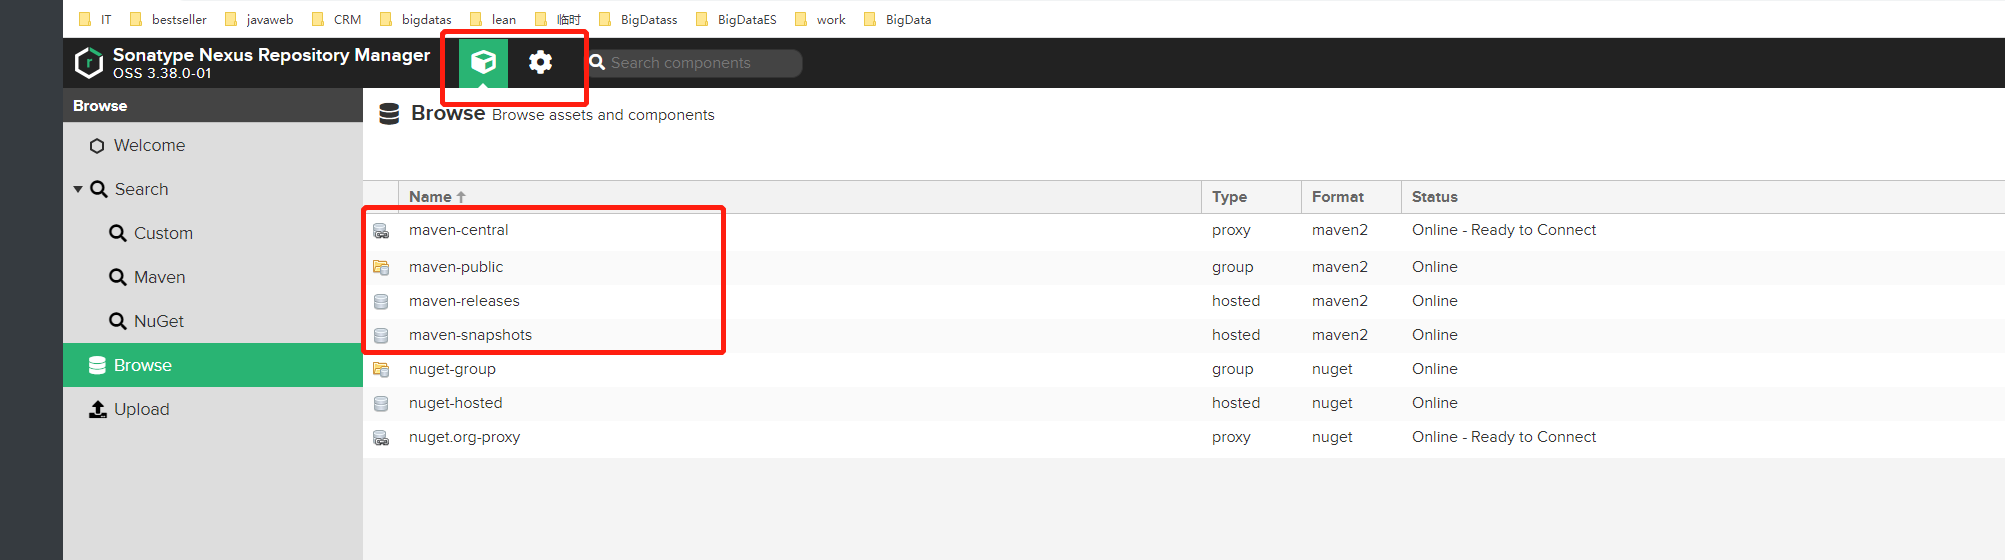 IT bestseller javaweb CRM bigdatas lean 临时 BigDatass BigDataES work BigData
Sonatype Nexus Repository Manager
OSS 3.38.0-01
Search components
Browse
Browse Browse assets and components
Welcome
Search
Custom
Maven
NuGet
Browse
Upload
Name Type Format Status
maven-central proxy maven2 Online - Ready to Connect
maven-public group maven2 Online
maven-releases hosted maven2 Online
maven-snapshots hosted maven2 Online
nuget-group group nuget Online
nuget-hosted hosted nuget Online
nuget.org-proxy proxy nuget Online - Ready to Connect